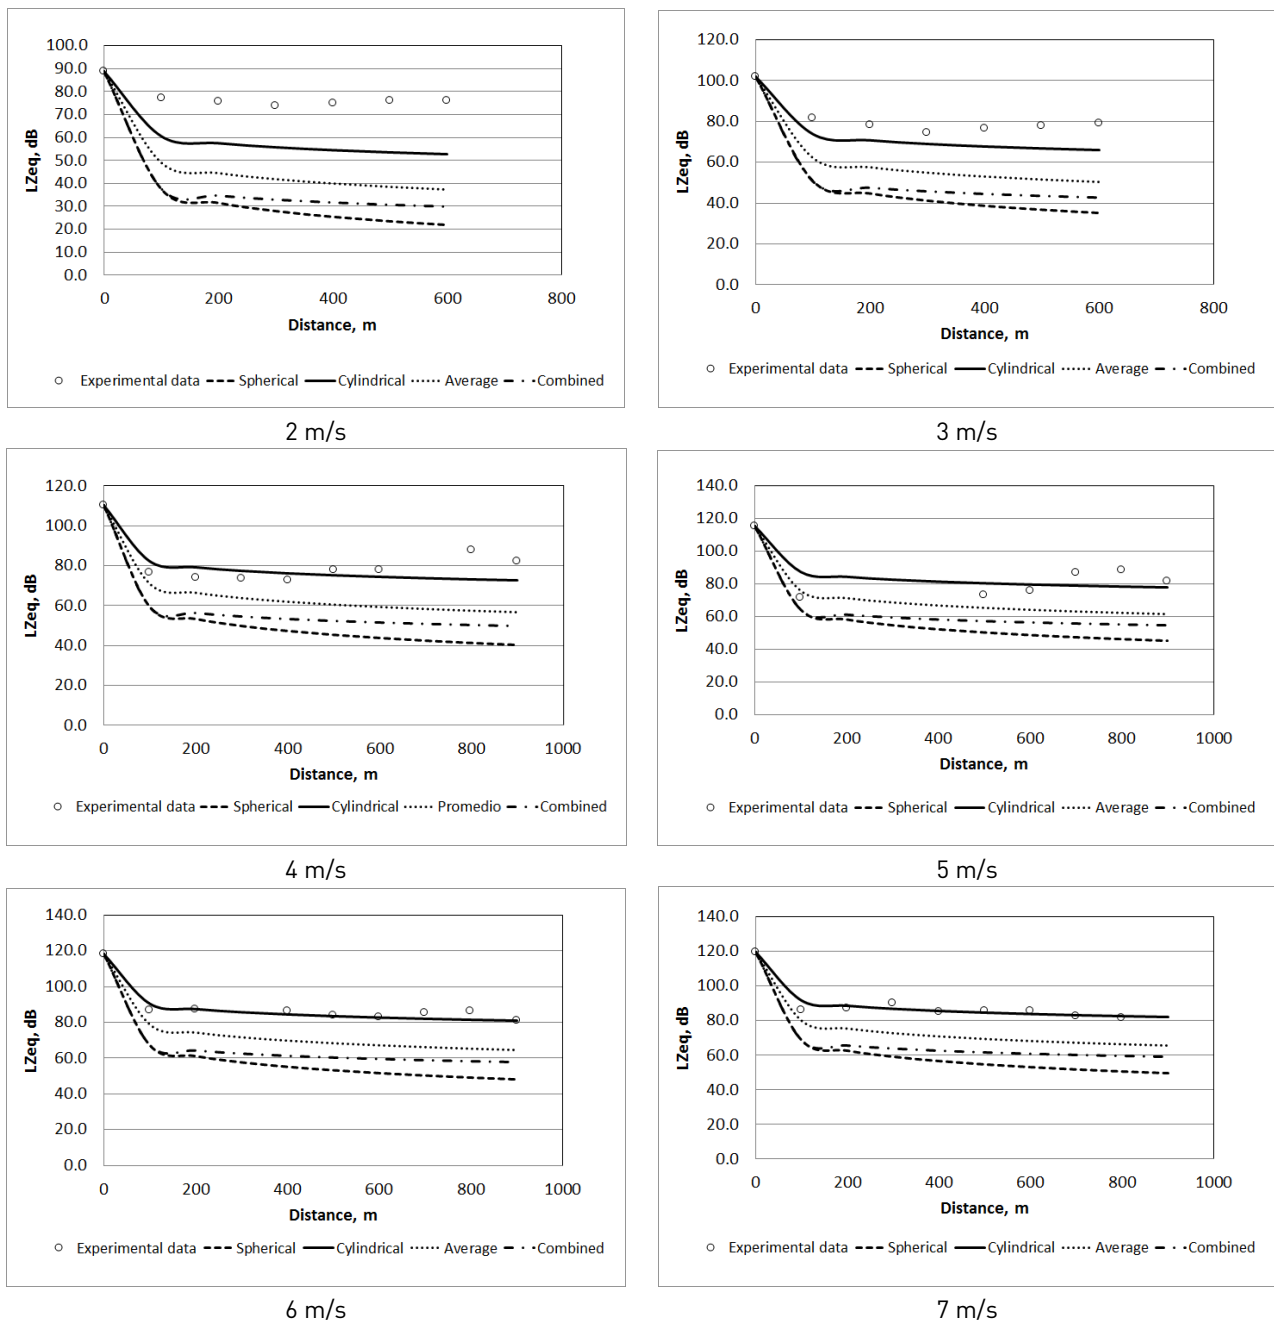 100.0
90.0
80.0
70.0
60.0
50.0
40.0
30.0
20.0
10.0
0.0
LZeq, dB
0 200 400 600 800
Distance, m
Experimental data Spherical Cylindrical Average Combined
2 m/s
120.0
100.0
80.0
60.0
40.0
20.0
0.0
LZeq, dB
0 200 400 600 800
Distance, m
Experimental data Spherical Cylindrical Average Combined
3 m/s
120.0
100.0
80.0
60.0
40.0
20.0
0.0
LZeq, dB
0 200 400 600 800 1000
Distance, m
Experimental data Spherical Cylindrical Promedio Combined
4 m/s
140.0
120.0
100.0
80.0
60.0
40.0
20.0
0.0
LZeq, dB
0 200 400 600 800 1000
Distance, m
Experimental data Spherical Cylindrical Average Combined
5 m/s
140.0
120.0
100.0
80.0
60.0
40.0
20.0
0.0
LZeq, dB
0 200 400 600 800 1000
Distance, m
Experimental data Spherical Cylindrical Average Combined
6 m/s
140.0
120.0
100.0
80.0
60.0
40.0
20.0
0.0
LZeq, dB
0 200 400 600 800 1000
Distance, m
Experimental data Spherical Cylindrical Average Combined
7 m/s